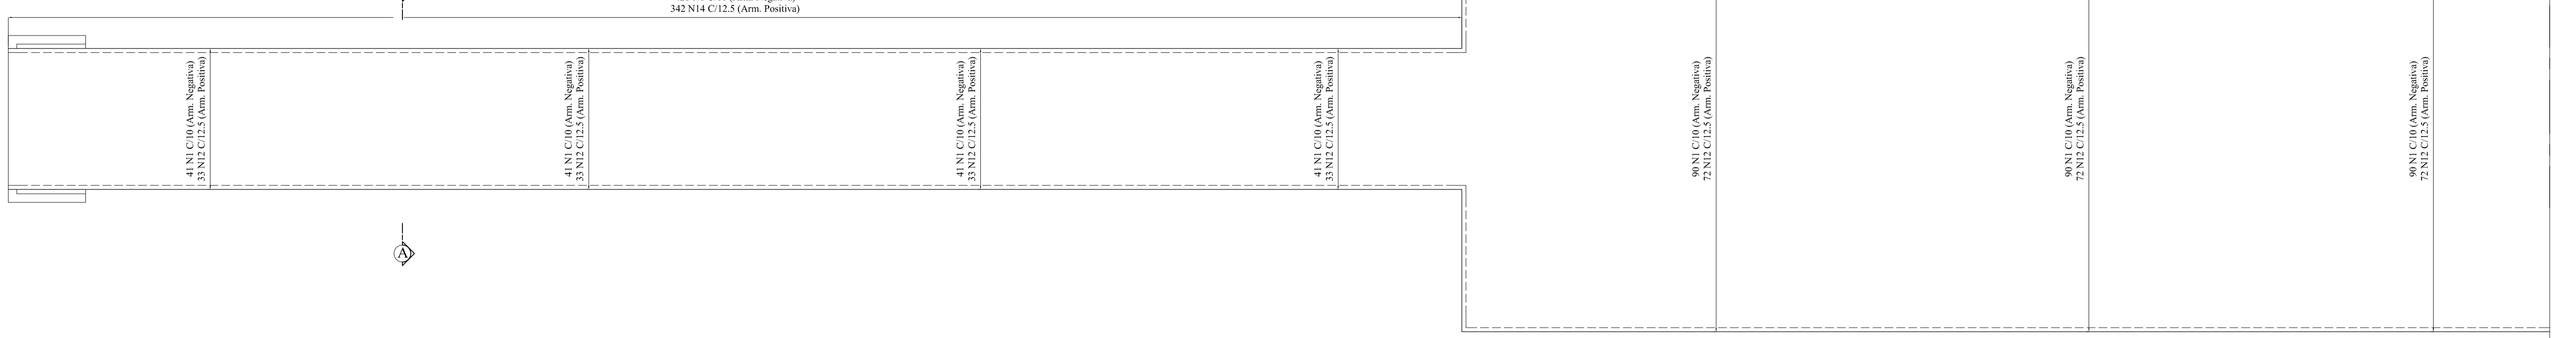 342 N14 C/12.5 (Arm. Positiva)
41 N1 C/10 (Arm. Negativa)
33 N12 C/12.5 (Arm. Positiva)
41 N1 C/10 (Arm. Negativa)
33 N12 C/12.5 (Arm. Positiva)
41 N1 C/10 (Arm. Negativa)
33 N12 C/12.5 (Arm. Positiva)
41 N1 C/10 (Arm. Negativa)
33 N12 C/12.5 (Arm. Positiva)
90 N1 C/10 (Arm. Negativa)
72 N12 C/12.5 (Arm. Positiva)
90 N1 C/10 (Arm. Negativa)
72 N12 C/12.5 (Arm. Positiva)
90 N1 C/10 (Arm. Negativa)
72 N12 C/12.5 (Arm. Positiva)
A